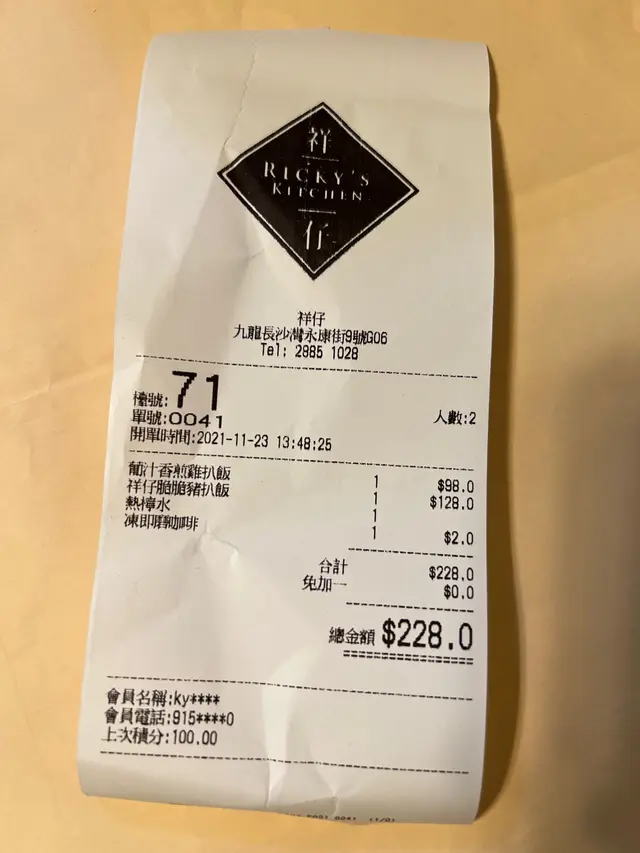 祥
RICKY'S
KITCHEN
仔
祥仔
九龍長沙灣永康街9號G06
Tel: 2985 1028
檯號: 71
單號:0041 人數:2
開單時間:2021-11-23 13:48:25
葡汁香煎雞扒飯 1 $98.0
祥仔脆脆豬扒飯 1 $128.0
熱檸水 1
凍即磨咖啡 1 $2.0
合計 $228.0
免加一 $0.0
總金額 $228.0
會員名稱:ky****
會員電話:915****0
上次積分:100.00